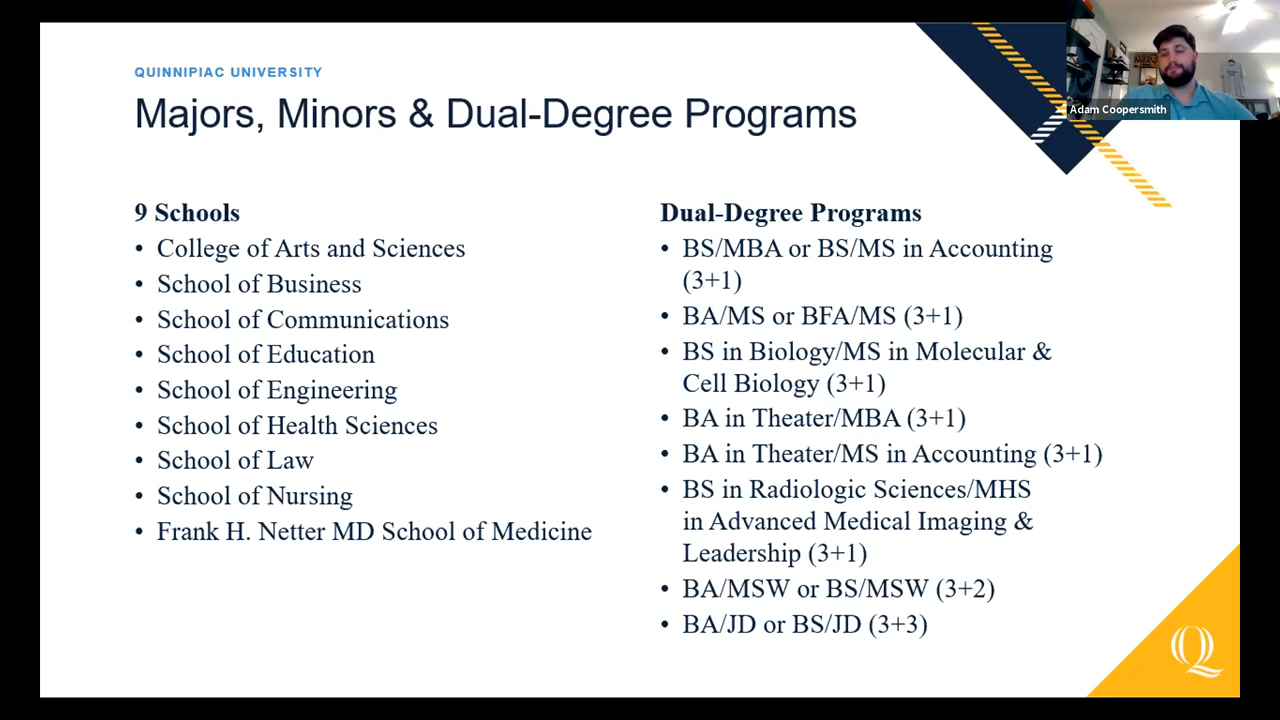 QUINNIPIAC UNIVERSITY
Majors, Minors & Dual-Degree Programs
Adam Coopersmith
9 Schools
• College of Arts and Sciences
• School of Business
• School of Communications
• School of Education
• School of Engineering
• School of Health Sciences
• School of Law
• School of Nursing
• Frank H. Netter MD School of Medicine
Dual-Degree Programs
• BS/MBA or BS/MS in Accounting
(3+1)
• BA/MS or BFA/MS (3+1)
• BS in Biology/MS in Molecular &
Cell Biology (3+1)
• BA in Theater/MBA (3+1)
• BA in Theater/MS in Accounting (3+1)
• BS in Radiologic Sciences/MHS
in Advanced Medical Imaging &
Leadership (3+1)
• BA/MSW or BS/MSW (3+2)
• BA/JD or BS/JD (3+3)
Q